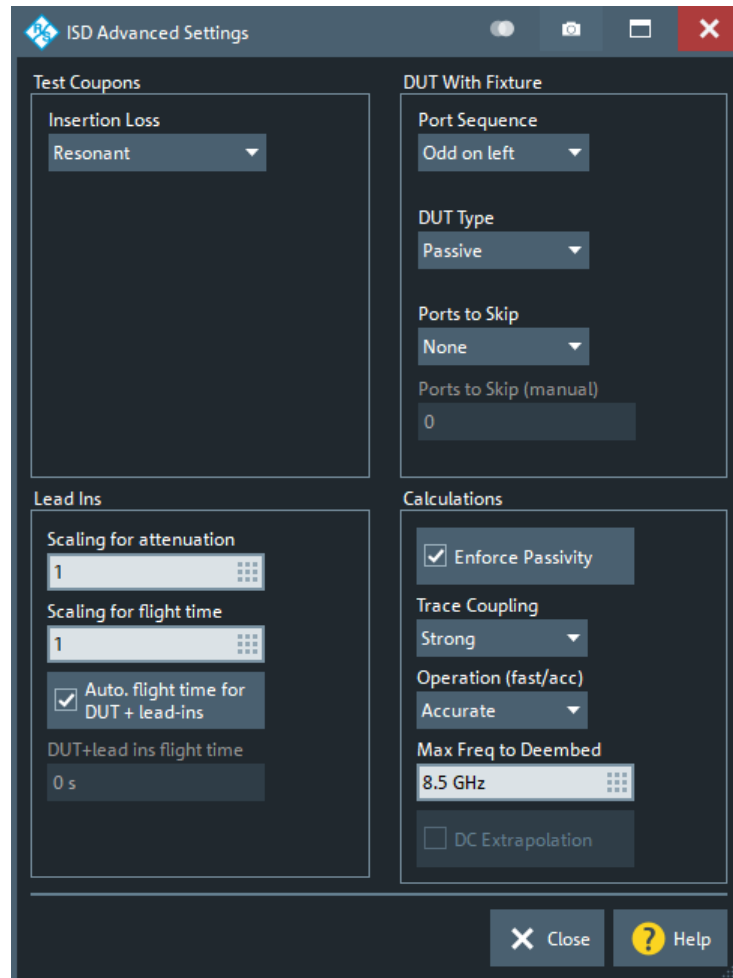 R&S ISD Advanced Settings
Test Coupons
Insertion Loss
Resonant
DUT With Fixture
Port Sequence
Odd on left
DUT Type
Passive
Ports to Skip
None
Ports to Skip (manual)
0
Lead Ins
Scaling for attenuation
1
Scaling for flight time
1
Auto. flight time for
DUT + lead-ins
DUT+lead ins flight time
0 s
Calculations
Enforce Passivity
Trace Coupling
Strong
Operation (fast/acc)
Accurate
Max Freq to Deembed
8.5 GHz
DC Extrapolation
Close
? Help